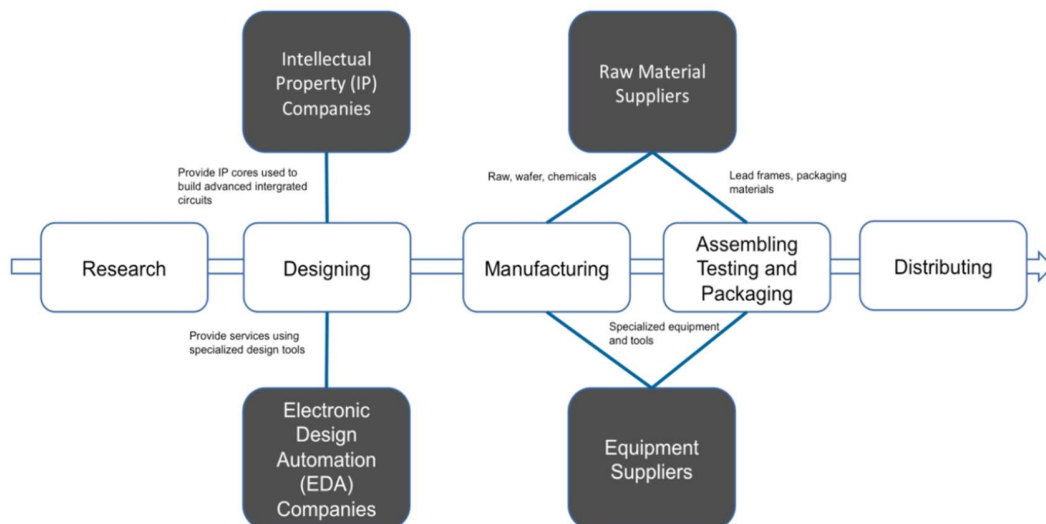 Intellectual
Property (IP)
Companies
Raw Material
Suppliers
Provide IP cores used to
build advanced intergrated
circuits
Raw, wafer, chemicals
Lead frames, packaging
materials
Research
Designing
Manufacturing
Assembling
Testing and
Packaging
Distributing
Provide services using
specialized design tools
Specialized equipment
and tools
Electronic
Design
Automation
(EDA)
Companies
Equipment
Suppliers